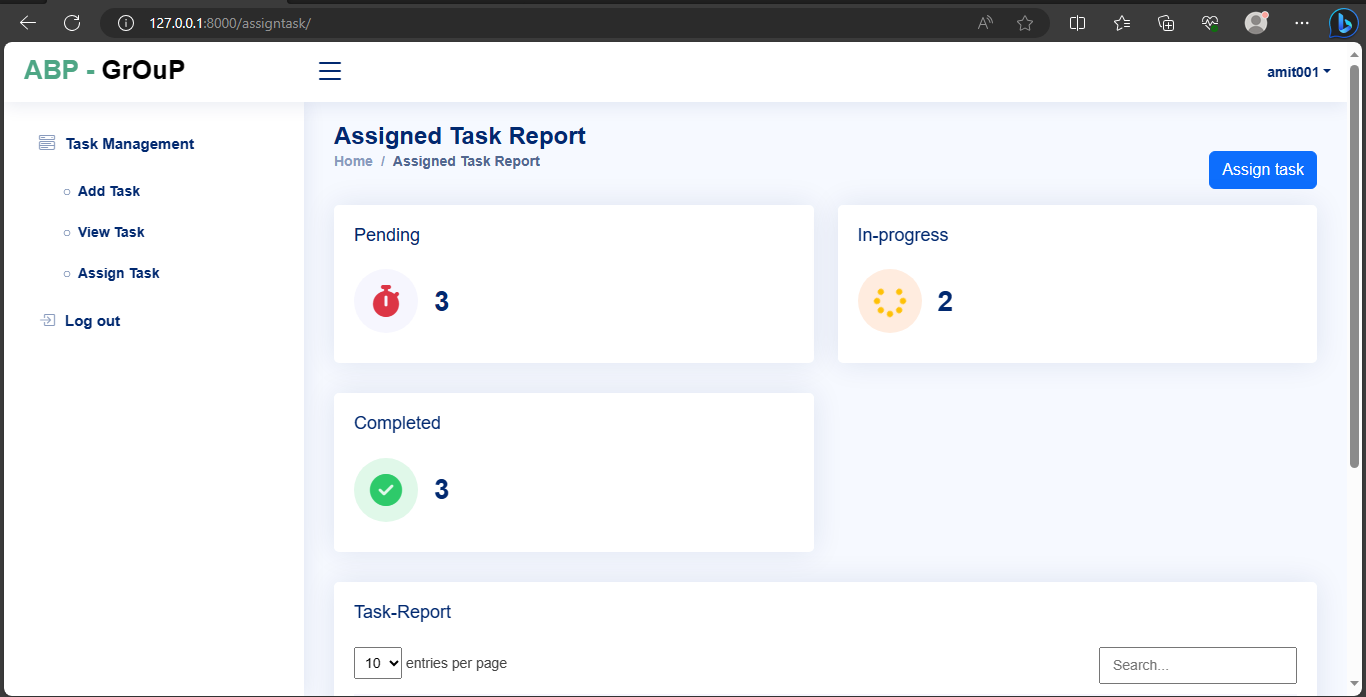 127.0.0.1:8000/assigntask/
ABP - GrOuP
amit001
Task Management
Add Task
View Task
Assign Task
Log out
Assigned Task Report
Home / Assigned Task Report
Assign task
Pending
3
In-progress
2
Completed
3
Task-Report
10 entries per page
Search...